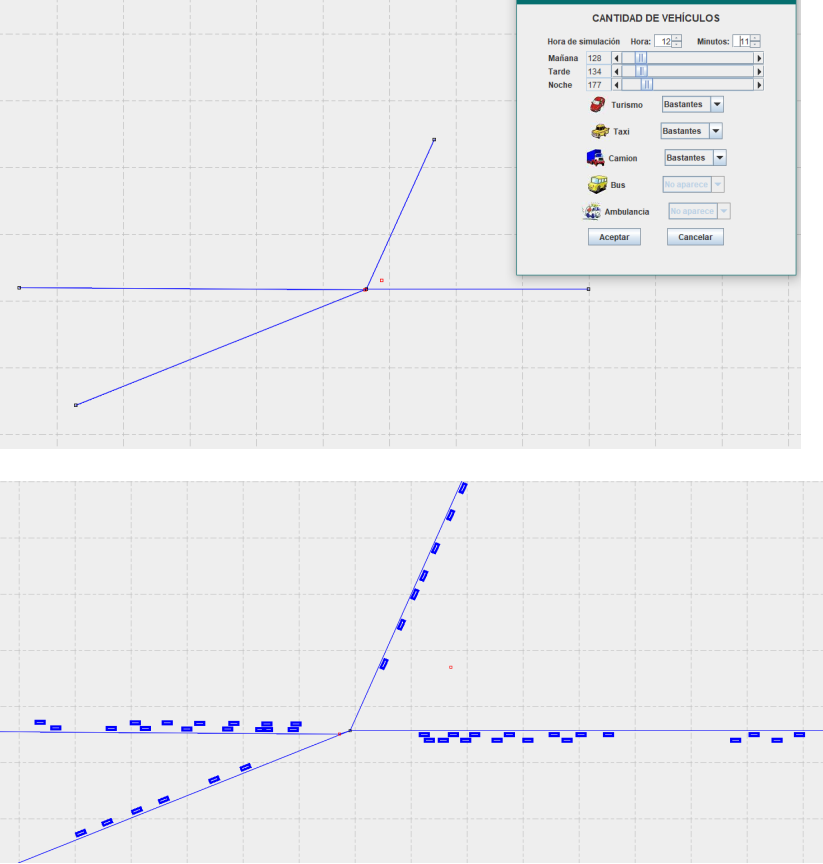 CANTIDAD DE VEHÍCULOS
Hora de simulación Hora: 12 Minutos: 11
Mañana 128
Tarde 134
Noche 177
Turismo Bastantes
Taxi Bastantes
Camion Bastantes
Bus No aparece
Ambulancia No aparece
Aceptar Cancelar